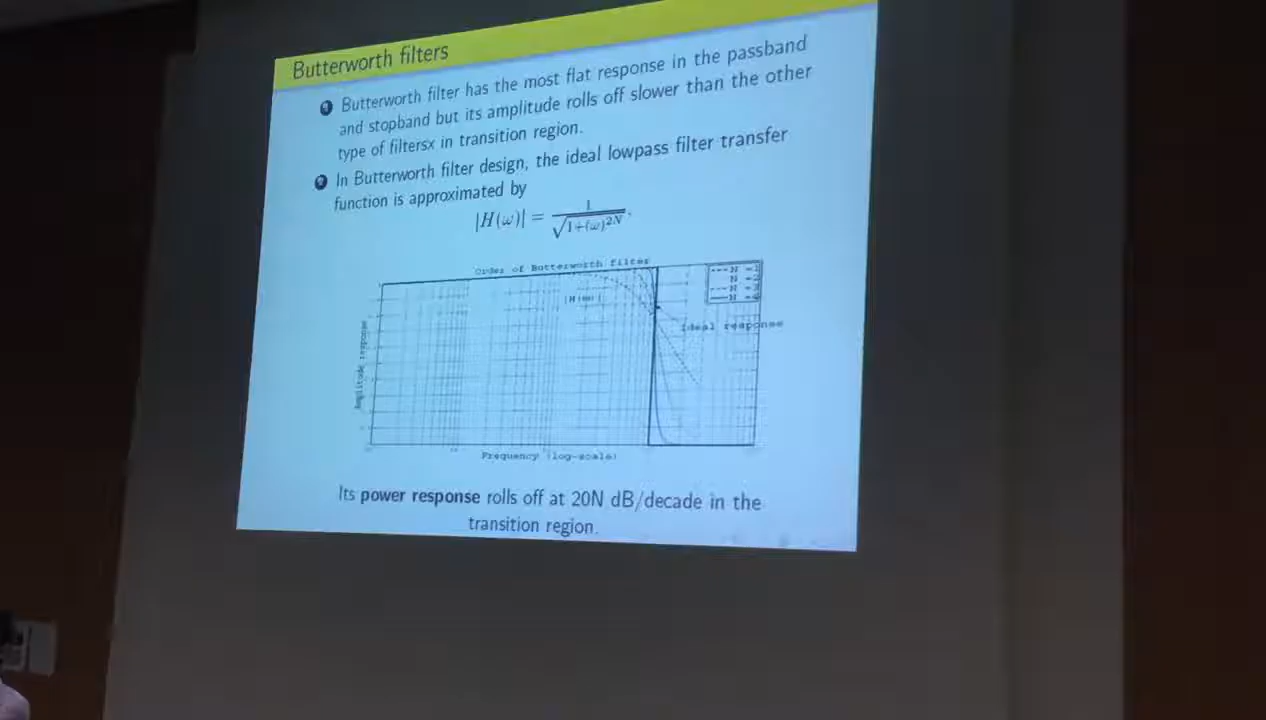 Butterworth filters
Butterworth filter has the most flat response in the passband
and stopband but its amplitude rolls off slower than the other
type of filtersx in transition region.
In Butterworth filter design, the ideal lowpass filter transfer
function is approximated by
|H(ω)| = 1/√1+(ω)^2N.
Order of Butterworth filter
N =1
N =2
N =3
|H(ω)|
Ideal response
Amplitude response
Frequency (log-scale)
Its power response rolls off at 20N dB/decade in the
transition region.